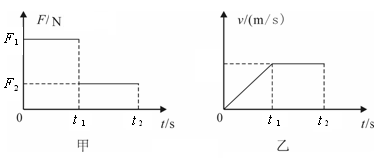 F/N
F₁
F₂
0
t₁
t₂
t/s
甲
v/(m/s)
0
t₁
t₂
t/s
乙